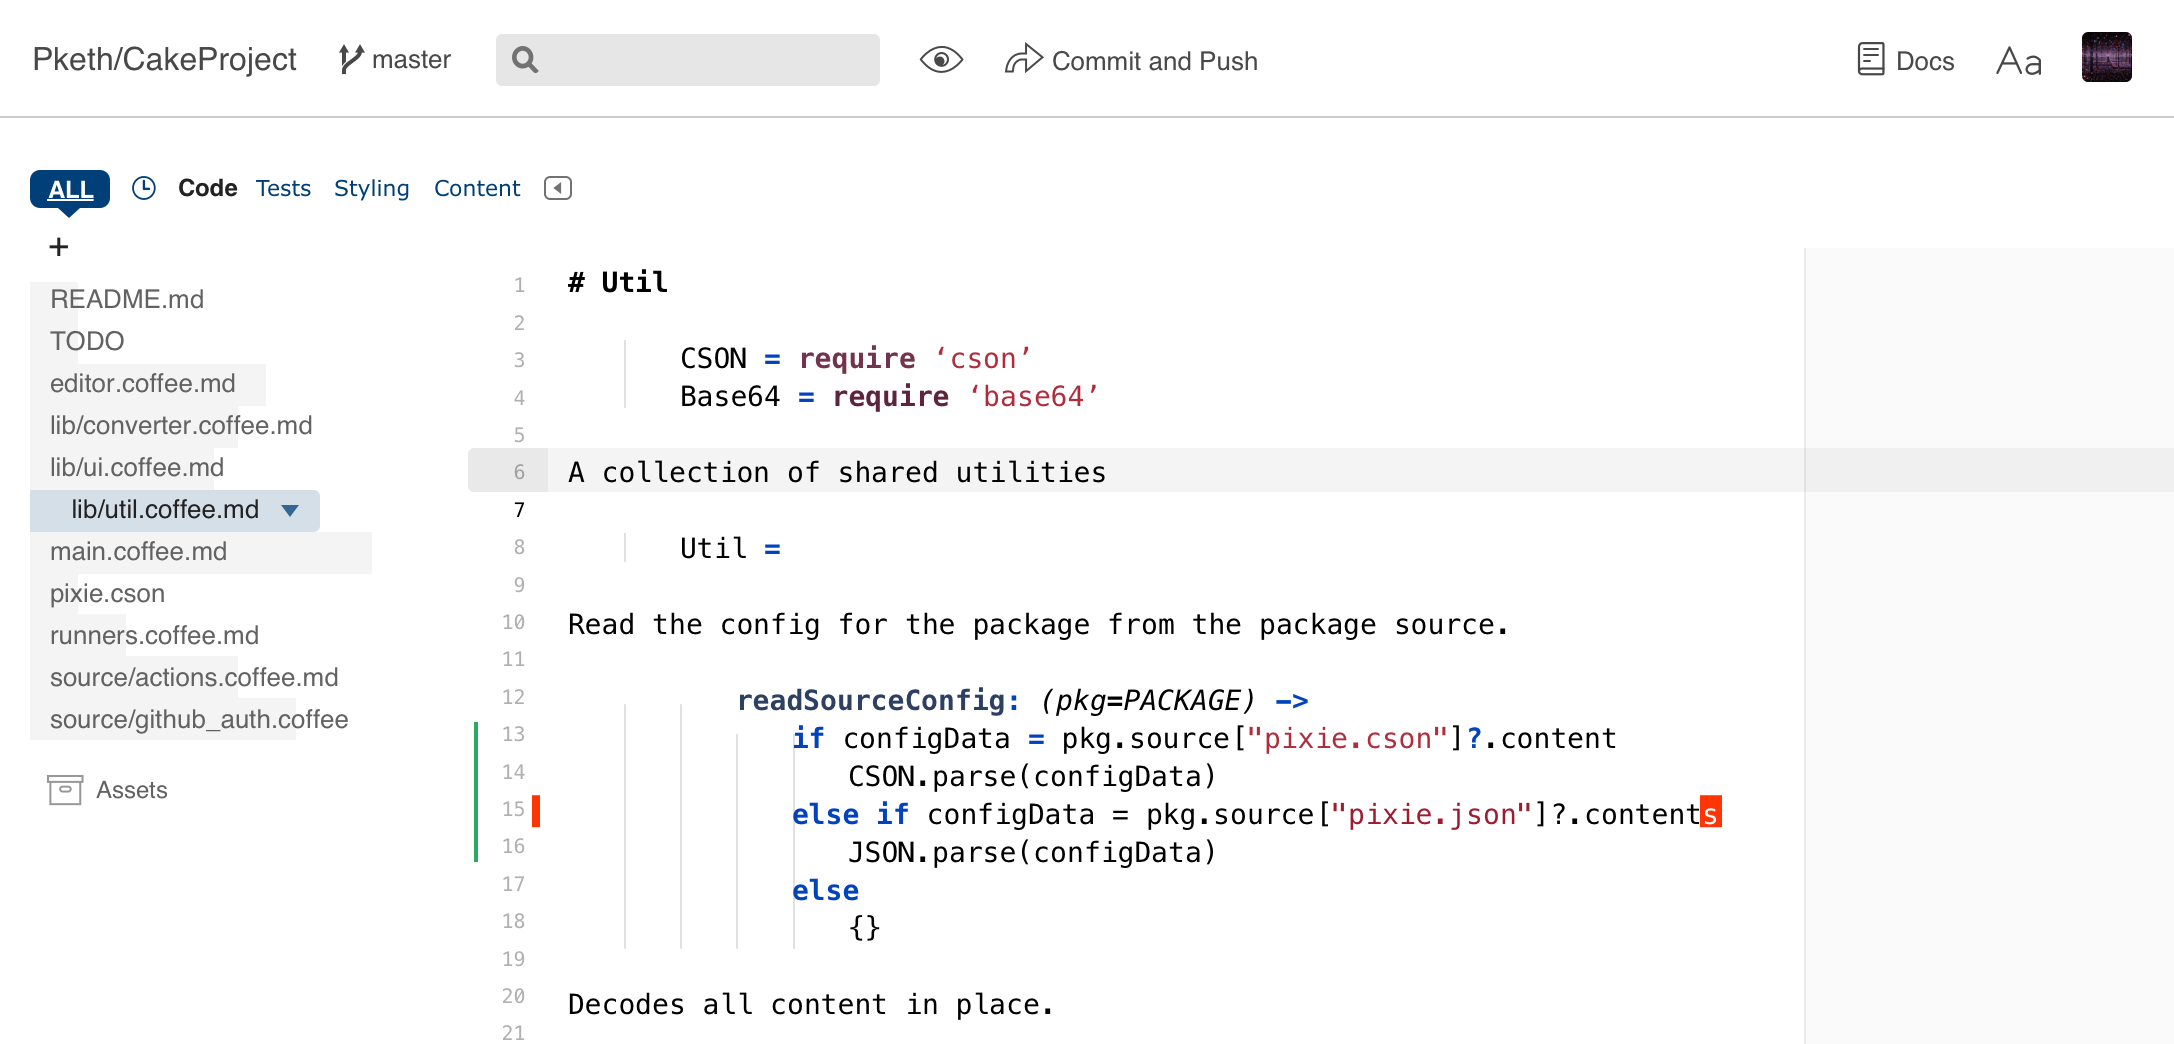 Pketh/CakeProject master Commit and Push Docs Aa
ALL Code Tests Styling Content
+
README.md
TODO
editor.coffee.md
lib/converter.coffee.md
lib/ui.coffee.md
lib/util.coffee.md
main.coffee.md
pixie.cson
runners.coffee.md
source/actions.coffee.md
source/github_auth.coffee
Assets
1 # Util
2
3 CSON = require ‘cson’
4 Base64 = require ‘base64’
5
6 A collection of shared utilities
7
8 Util =
9
10 Read the config for the package from the package source.
11
12 readSourceConfig: (pkg=PACKAGE) ->
13 if configData = pkg.source["pixie.cson"]?.content
14 CSON.parse(configData)
15 else if configData = pkg.source["pixie.json"]?.contents
16 JSON.parse(configData)
17 else
18 {}
19
20 Decodes all content in place.
21